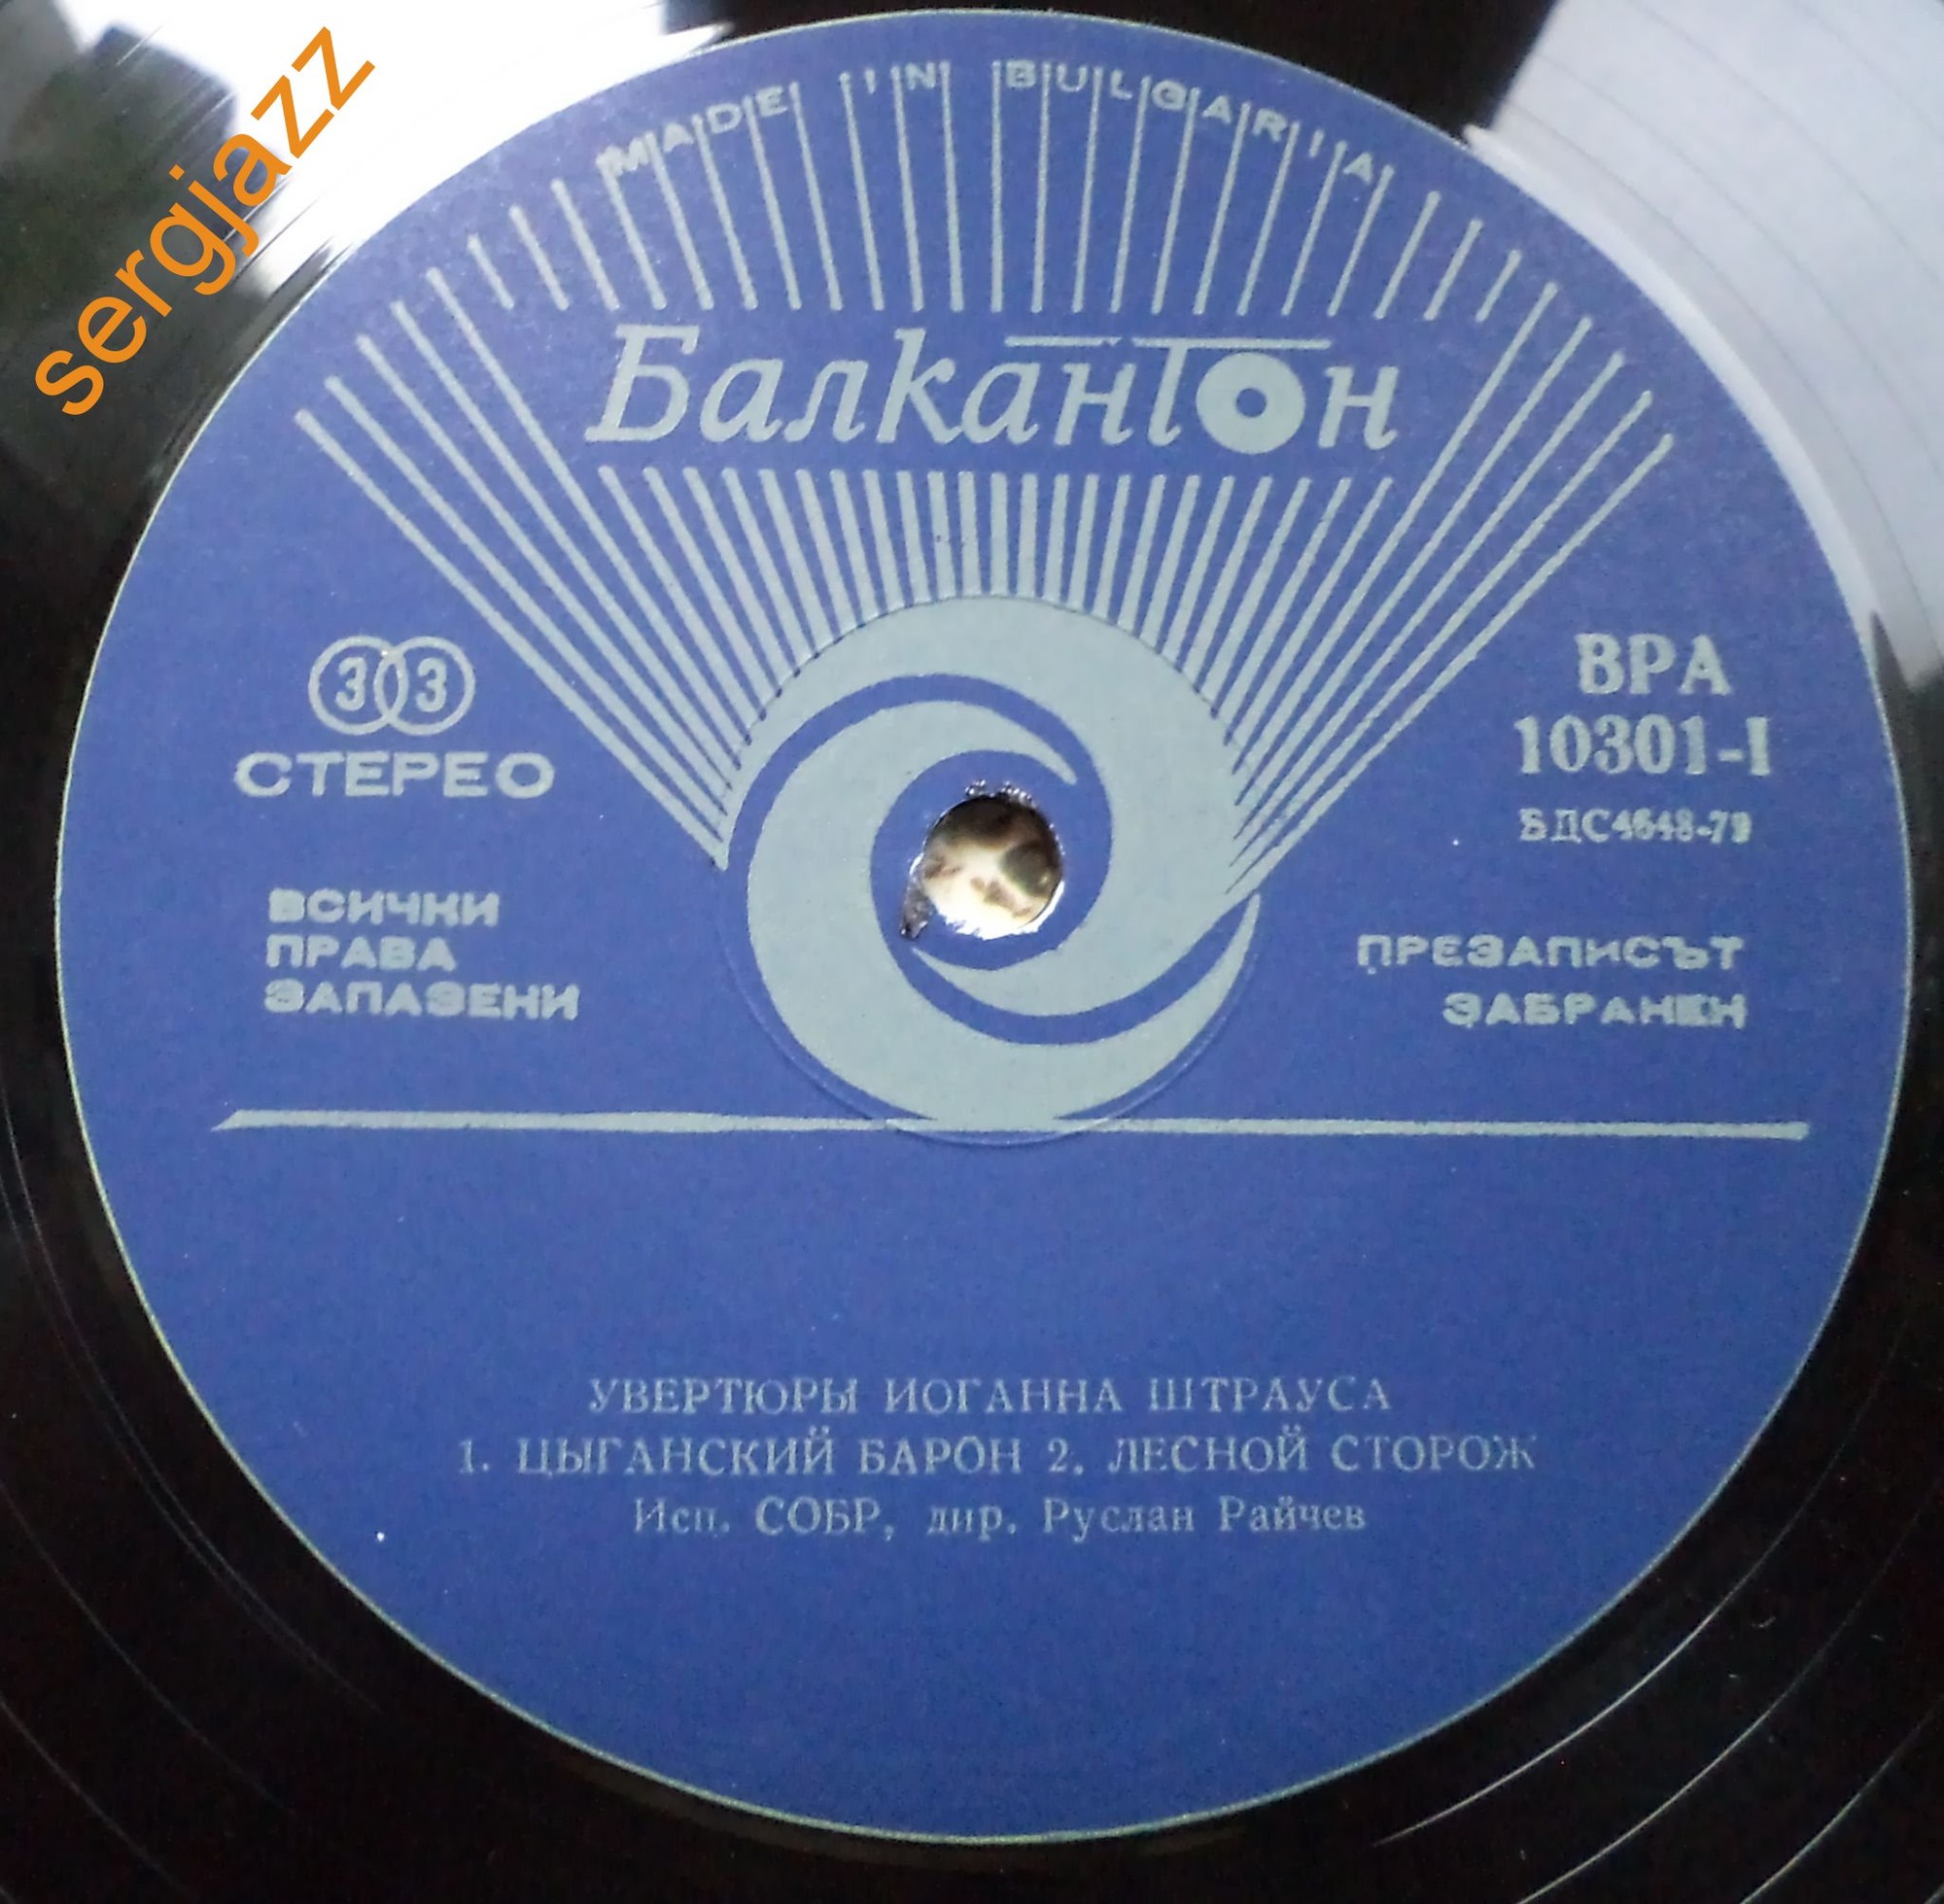 sergjazz
MADE IN BULGARIA
Балкантон
33
СТЕРЕО
ВРА
10301-I
БДС4648-79
ВСИЧКИ
ПРАВА
ЗАПАЗЕНИ
ПРЕЗАПИСЪТ
ЗАБРАНЕН
УВЕРТЮРЫ ИОГАННА ШТРАУСА
1. ЦЫГАНСКИЙ БАРОН 2. ЛЕСНОЙ СТОРОЖ
Исп. СОБР, дир. Руслан Райчев